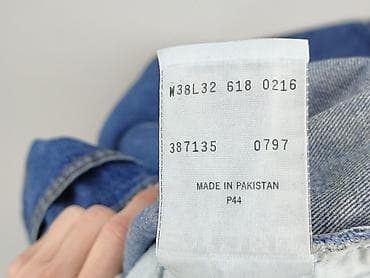 W38L32 618 0216
387135 0797
MADE IN PAKISTAN
P44